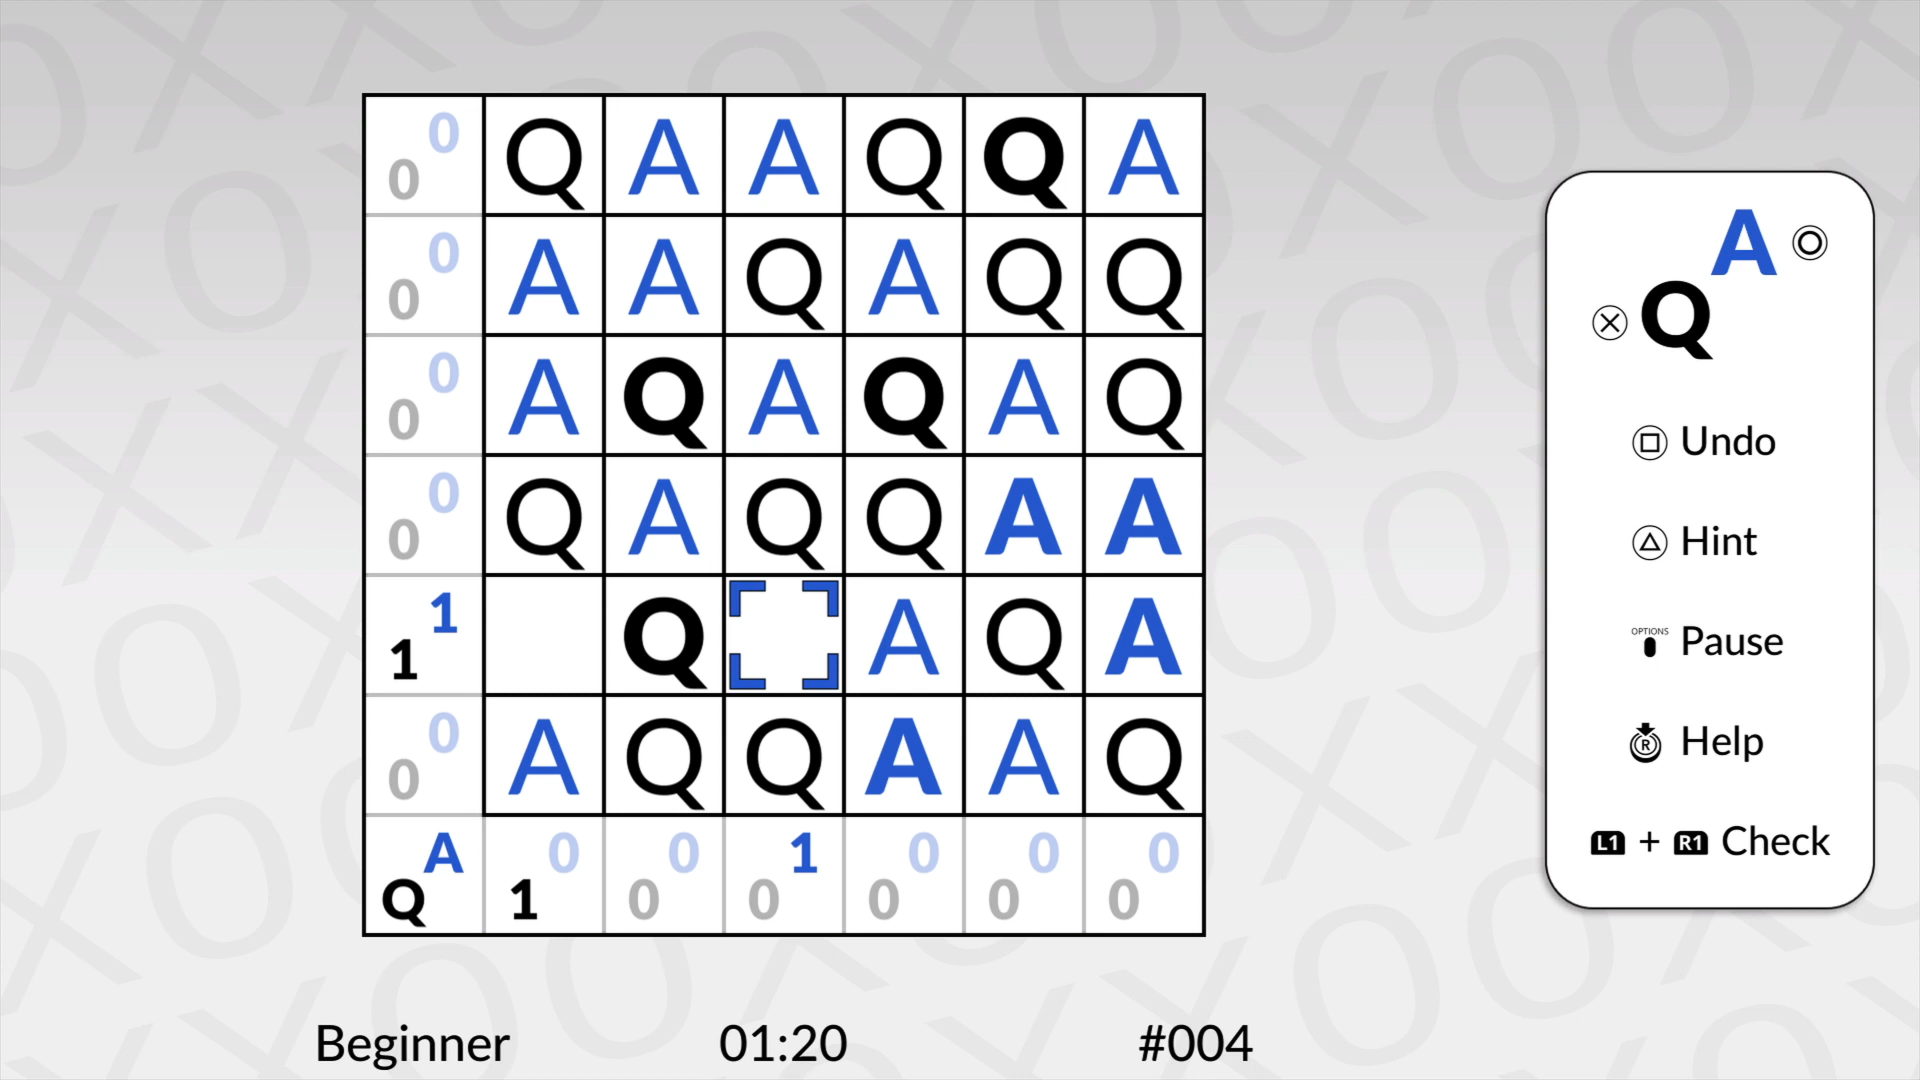 0 0 Q A A Q Q A
0 0 A A Q A Q Q
0 0 A Q A Q A Q
0 0 Q A Q Q A A
1 1 Q A Q A
0 0 A Q Q A A Q
Q A 1 0 0 0 0 1 0 0 0 0 0 0
A
Q
Undo
Hint
OPTIONS Pause
R Help
L1 + R1 Check
Beginner 01:20 #004